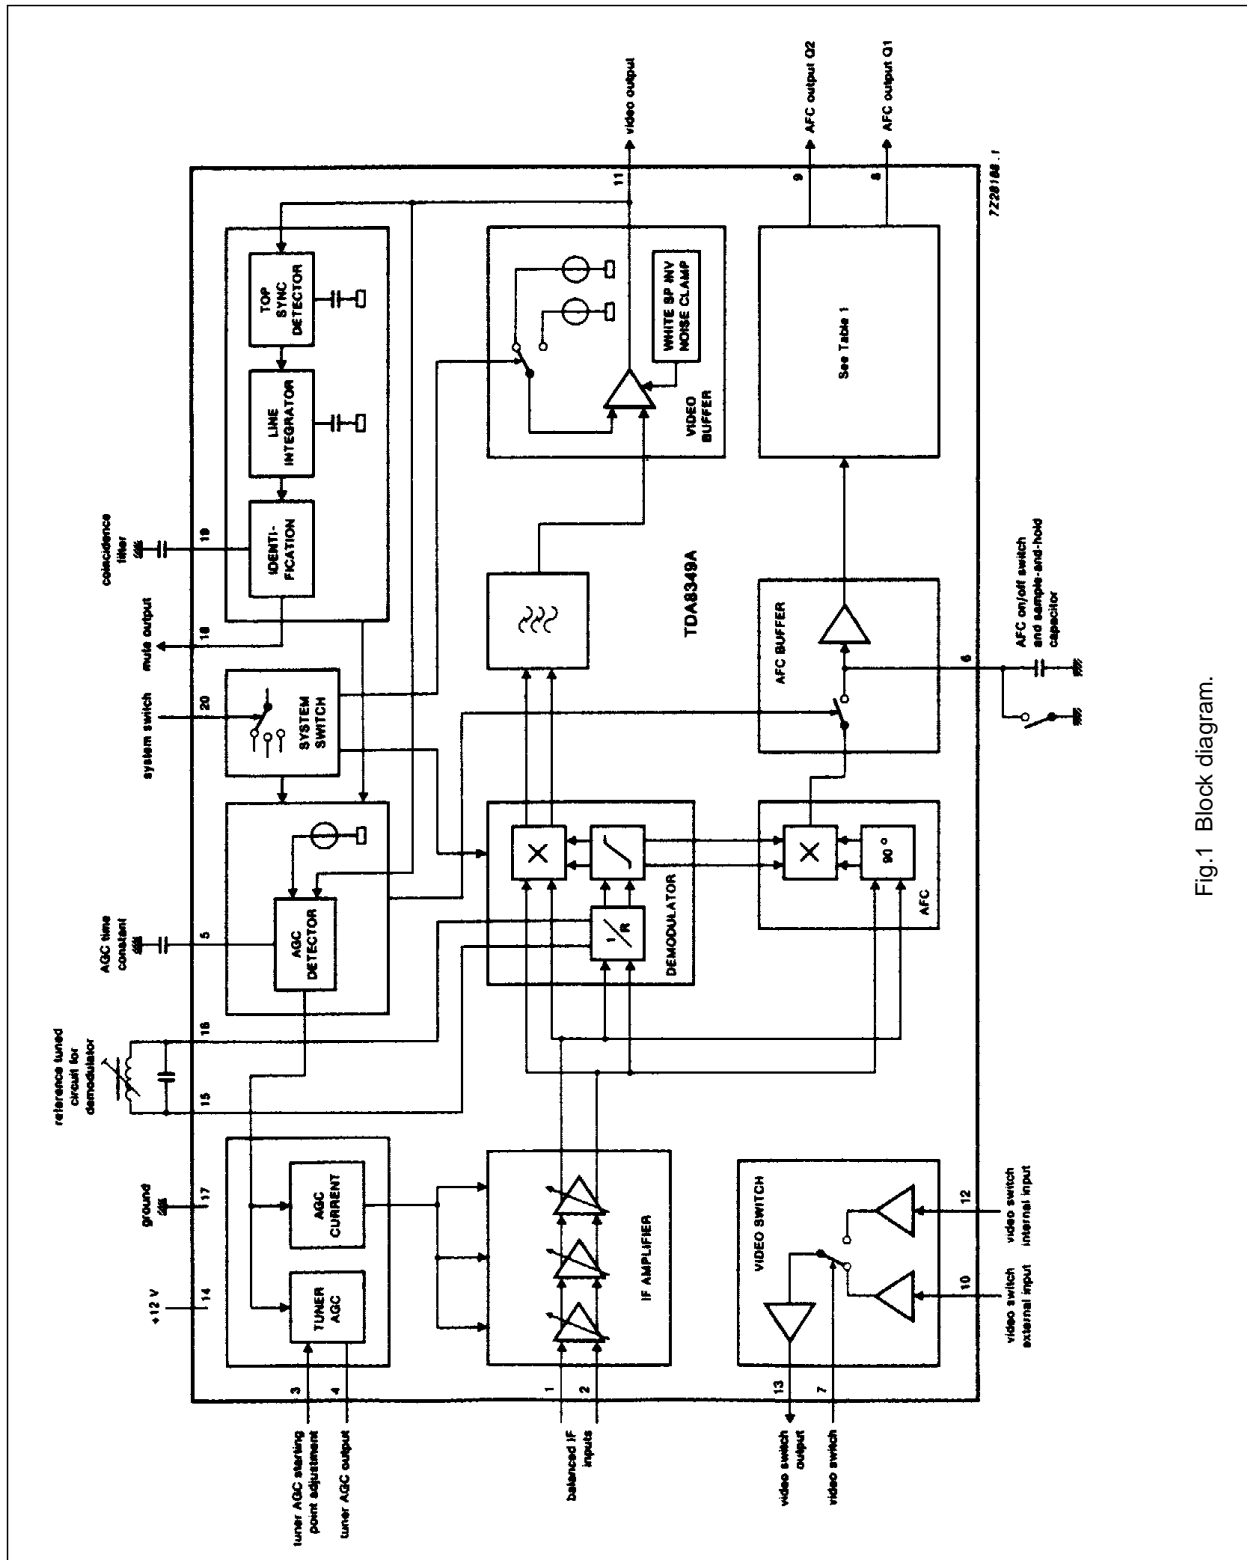 tuner AGC starting
point adjustment
3
tuner AGC output
4
+12 V
14
ground
17
reference tuned
circuit for
demodulator
15
16
AGC time
constant
5
system switch
20
mute output
18
coincidence
filter
19
TUNER
AGC
AGC
CURRENT
AGC
DETECTOR
SYSTEM
SWITCH
IDENTI-
FICATION
LINE
INTEGRATOR
TOP
SYNC
DETECTOR
balanced IF
inputs
1
2
IF AMPLIFIER
1/R
DEMODULATOR
TDA8349A
WHITE SP INV
NOISE CLAMP
VIDEO
BUFFER
11
video output
video switch
output
13
video switch
7
VIDEO SWITCH
10
video switch
external input
12
video switch
internal input
90°
AFC
AFC BUFFER
6
AFC on/off switch
and sample-and-hold
capacitor
See Table 1
9
AFC output Q2
8
AFC output Q1
7Z28188.1
Fig.1 Block diagram.